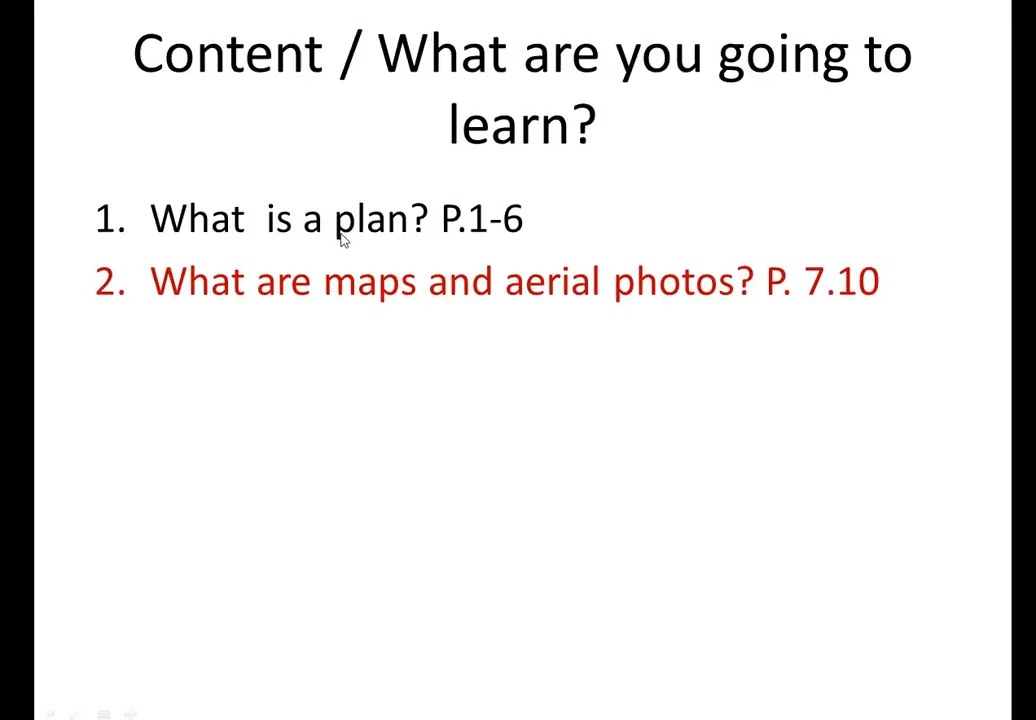 Content / What are you going to
learn?
1. What  is a plan? P.1-6
2. What are maps and aerial photos? P. 7.10